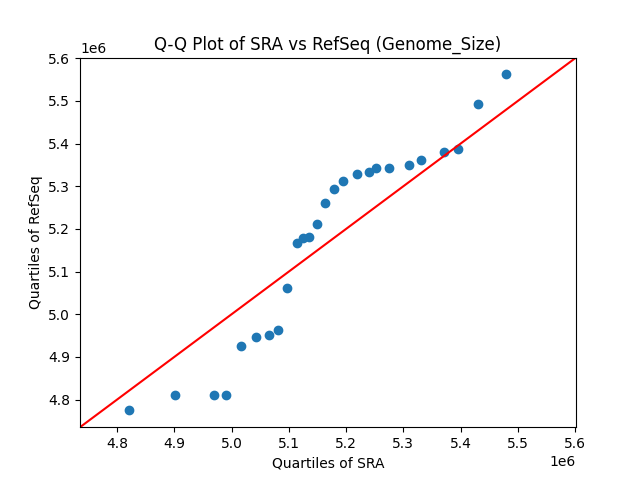 Q-Q Plot of SRA vs RefSeq (Genome_Size)
1e6
5.6
5.5
5.4
5.3
5.2
5.1
5.0
4.9
4.8
Quartiles of RefSeq
4.8 4.9 5.0 5.1 5.2 5.3 5.4 5.5 5.6
1e6
Quartiles of SRA